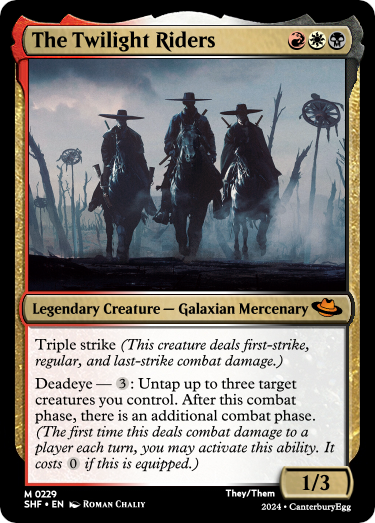 The Twilight Riders
Legendary Creature — Galaxian Mercenary
Triple strike (This creature deals first-strike,
regular, and last-strike combat damage.)
Deadeye — 3: Untap up to three target
creatures you control. After this combat
phase, there is an additional combat phase.
(The first time this deals combat damage to a
player each turn, you may activate this ability. It
costs 0 if this is equipped.)
1/3
M 0229
SHF • EN ROMAN CHALIY
They/Them
2024 • CanterburyEgg